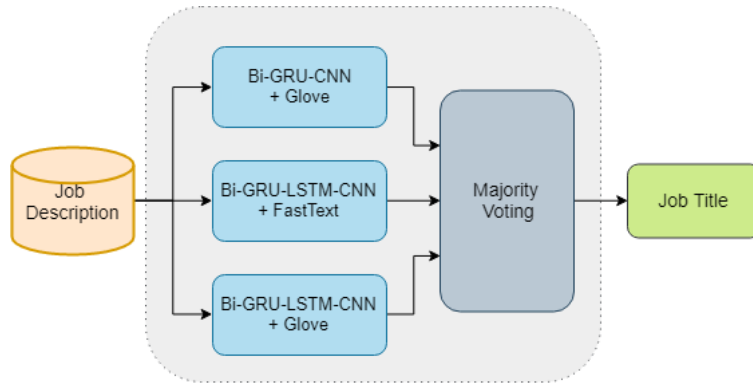 Job
Description
Bi-GRU-CNN
+ Glove
Bi-GRU-LSTM-CNN
+ FastText
Bi-GRU-LSTM-CNN
+ Glove
Majority
Voting
Job Title